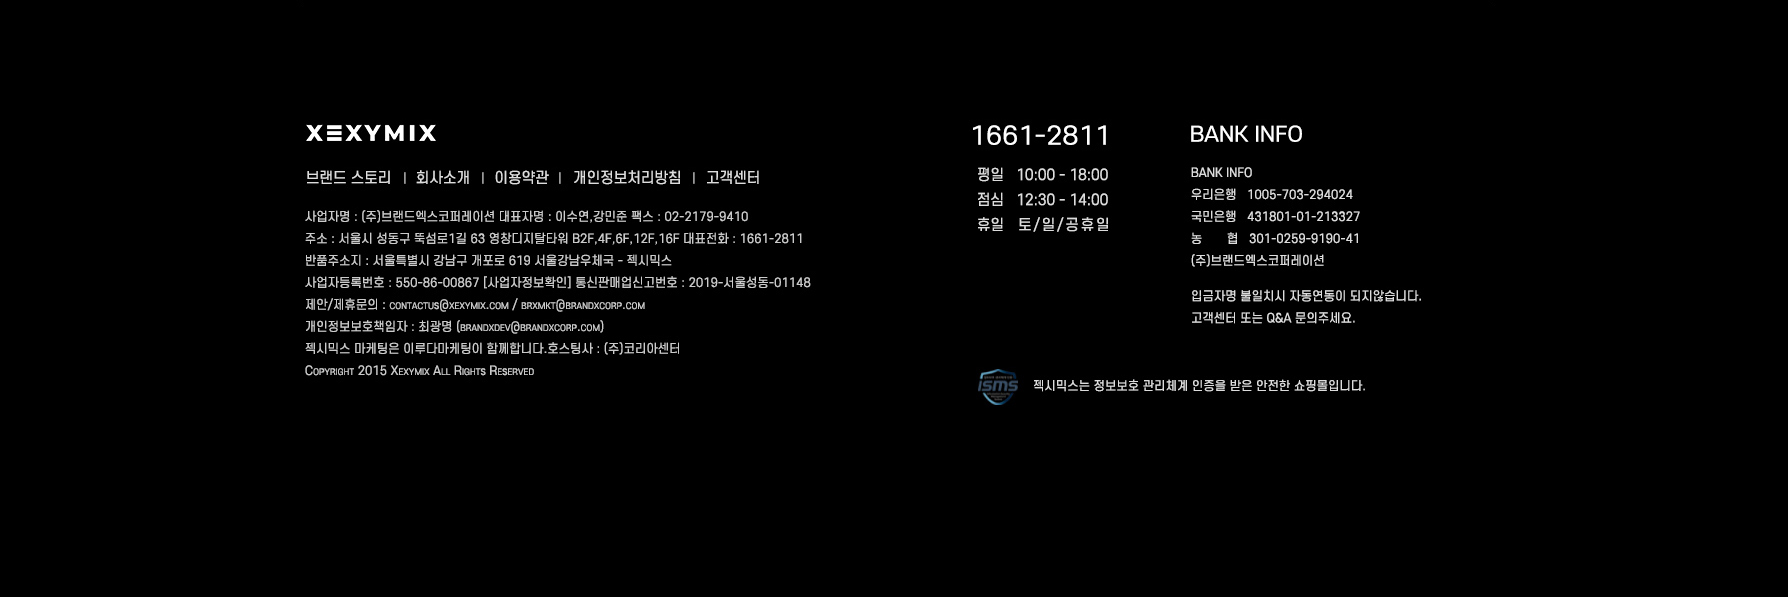 XEXYMIX
브랜드 스토리 | 회사소개 | 이용약관 | 개인정보처리방침 | 고객센터
사업자명 : (주)브랜드엑스코퍼레이션 대표자명 : 이수연,강민준 팩스 : 02-2179-9410
주소 : 서울시 성동구 뚝섬로1길 63 영창디지탈타워 B2F,4F,6F,12F,16F 대표전화 : 1661-2811
반품주소지 : 서울특별시 강남구 개포로 619 서울강남우체국 - 젝시믹스
사업자등록번호 : 550-86-00867 [사업자정보확인] 통신판매업신고번호 : 2019-서울성동-01148
제안/제휴문의 : CONTACTUS@XEXYMIX.COM / BRXMKT@BRANDXCORP.COM
개인정보보호책임자 : 최광명 (BRANDXDEV@BRANDXCORP.COM)
젝시믹스 마케팅은 이루다마케팅이 함께합니다.호스팅사 : (주)코리아센터
COPYRIGHT 2015 XEXYMIX ALL RIGHTS RESERVED
1661-2811
평일 10:00 - 18:00
점심 12:30 - 14:00
휴일 토/일/공휴일
BANK INFO
BANK INFO
우리은행 1005-703-294024
국민은행 431801-01-213327
농 협 301-0259-9190-41
(주)브랜드엑스코퍼레이션
입금자명 불일치시 자동연동이 되지않습니다.
고객센터 또는 Q&A 문의주세요.
isms
젝시믹스는 정보보호 관리체계 인증을 받은 안전한 쇼핑몰입니다.